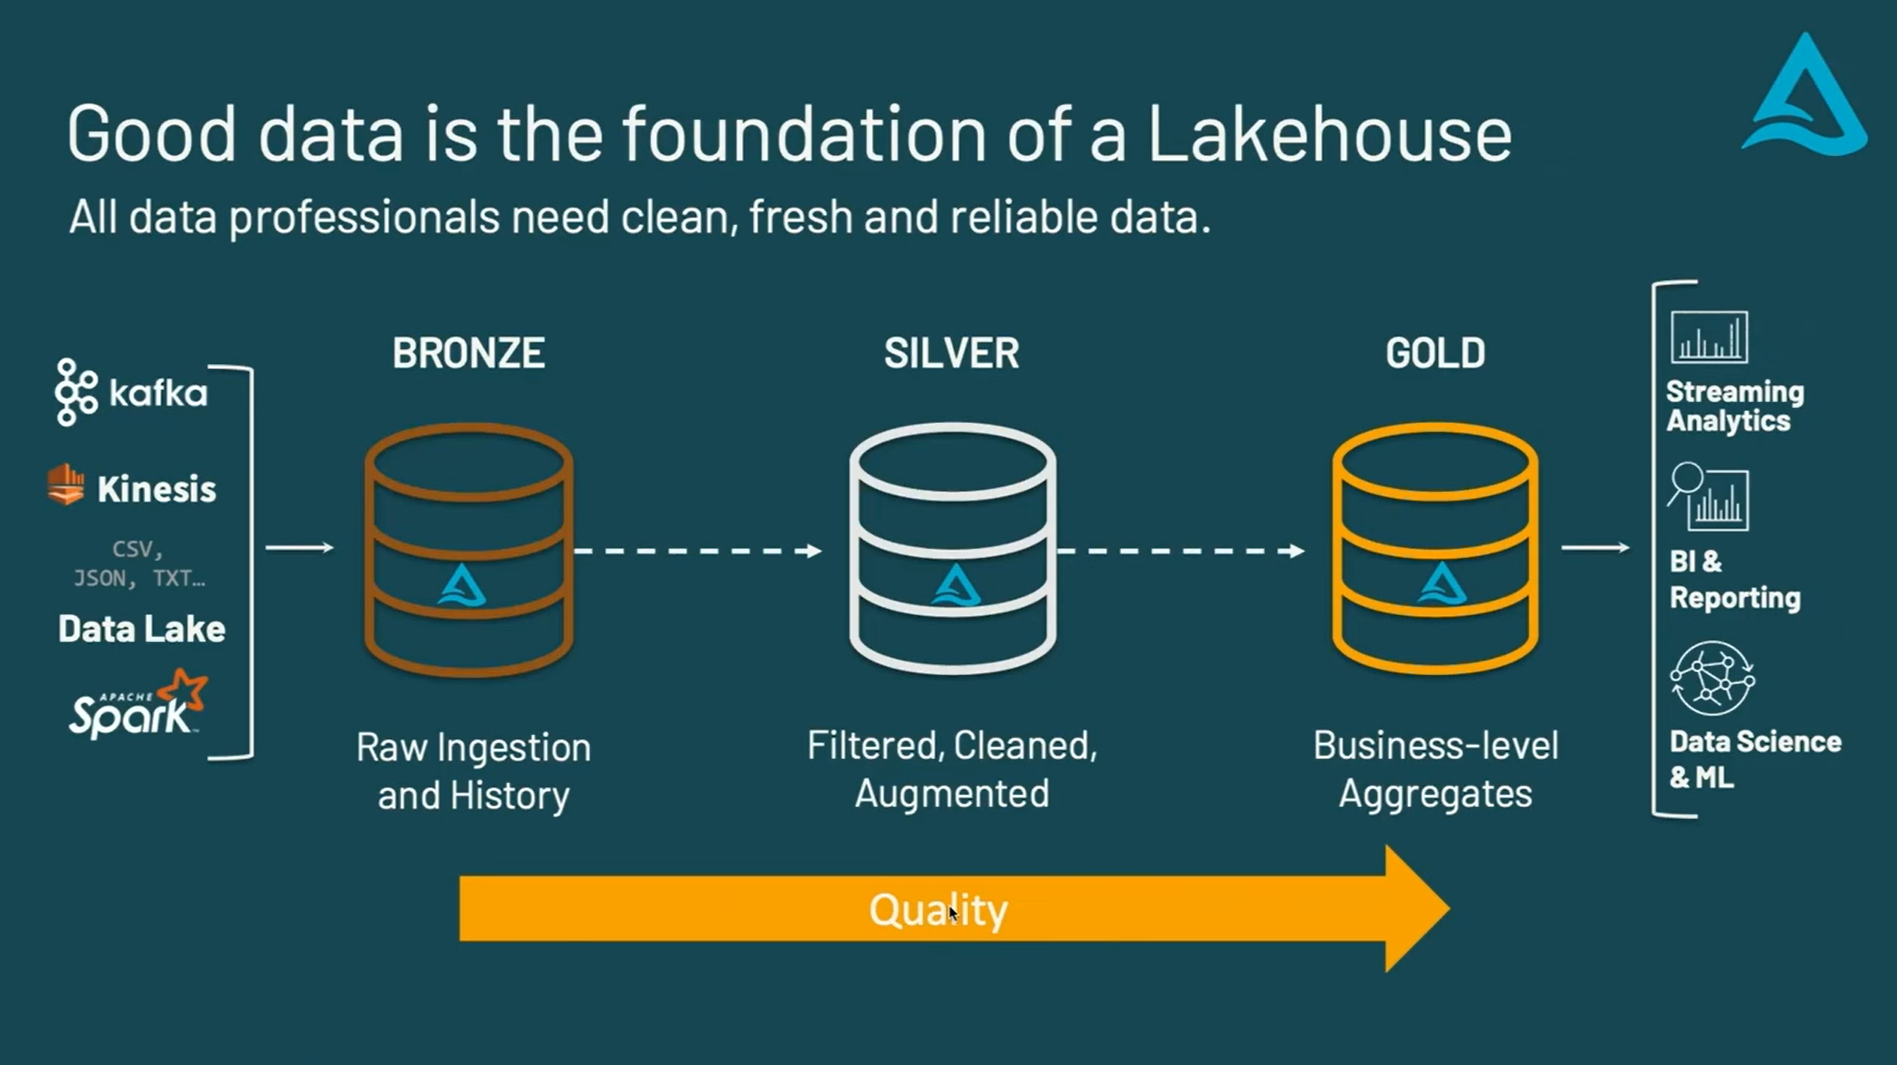 Good data is the foundation of a Lakehouse
All data professionals need clean, fresh and reliable data.
kafka
Kinesis
CSV,
JSON, TXT...
Data Lake
APACHE
Spark™
BRONZE
Raw Ingestion
and History
SILVER
Filtered, Cleaned,
Augmented
GOLD
Business-level
Aggregates
Streaming
Analytics
BI &
Reporting
Data Science
& ML
Quality